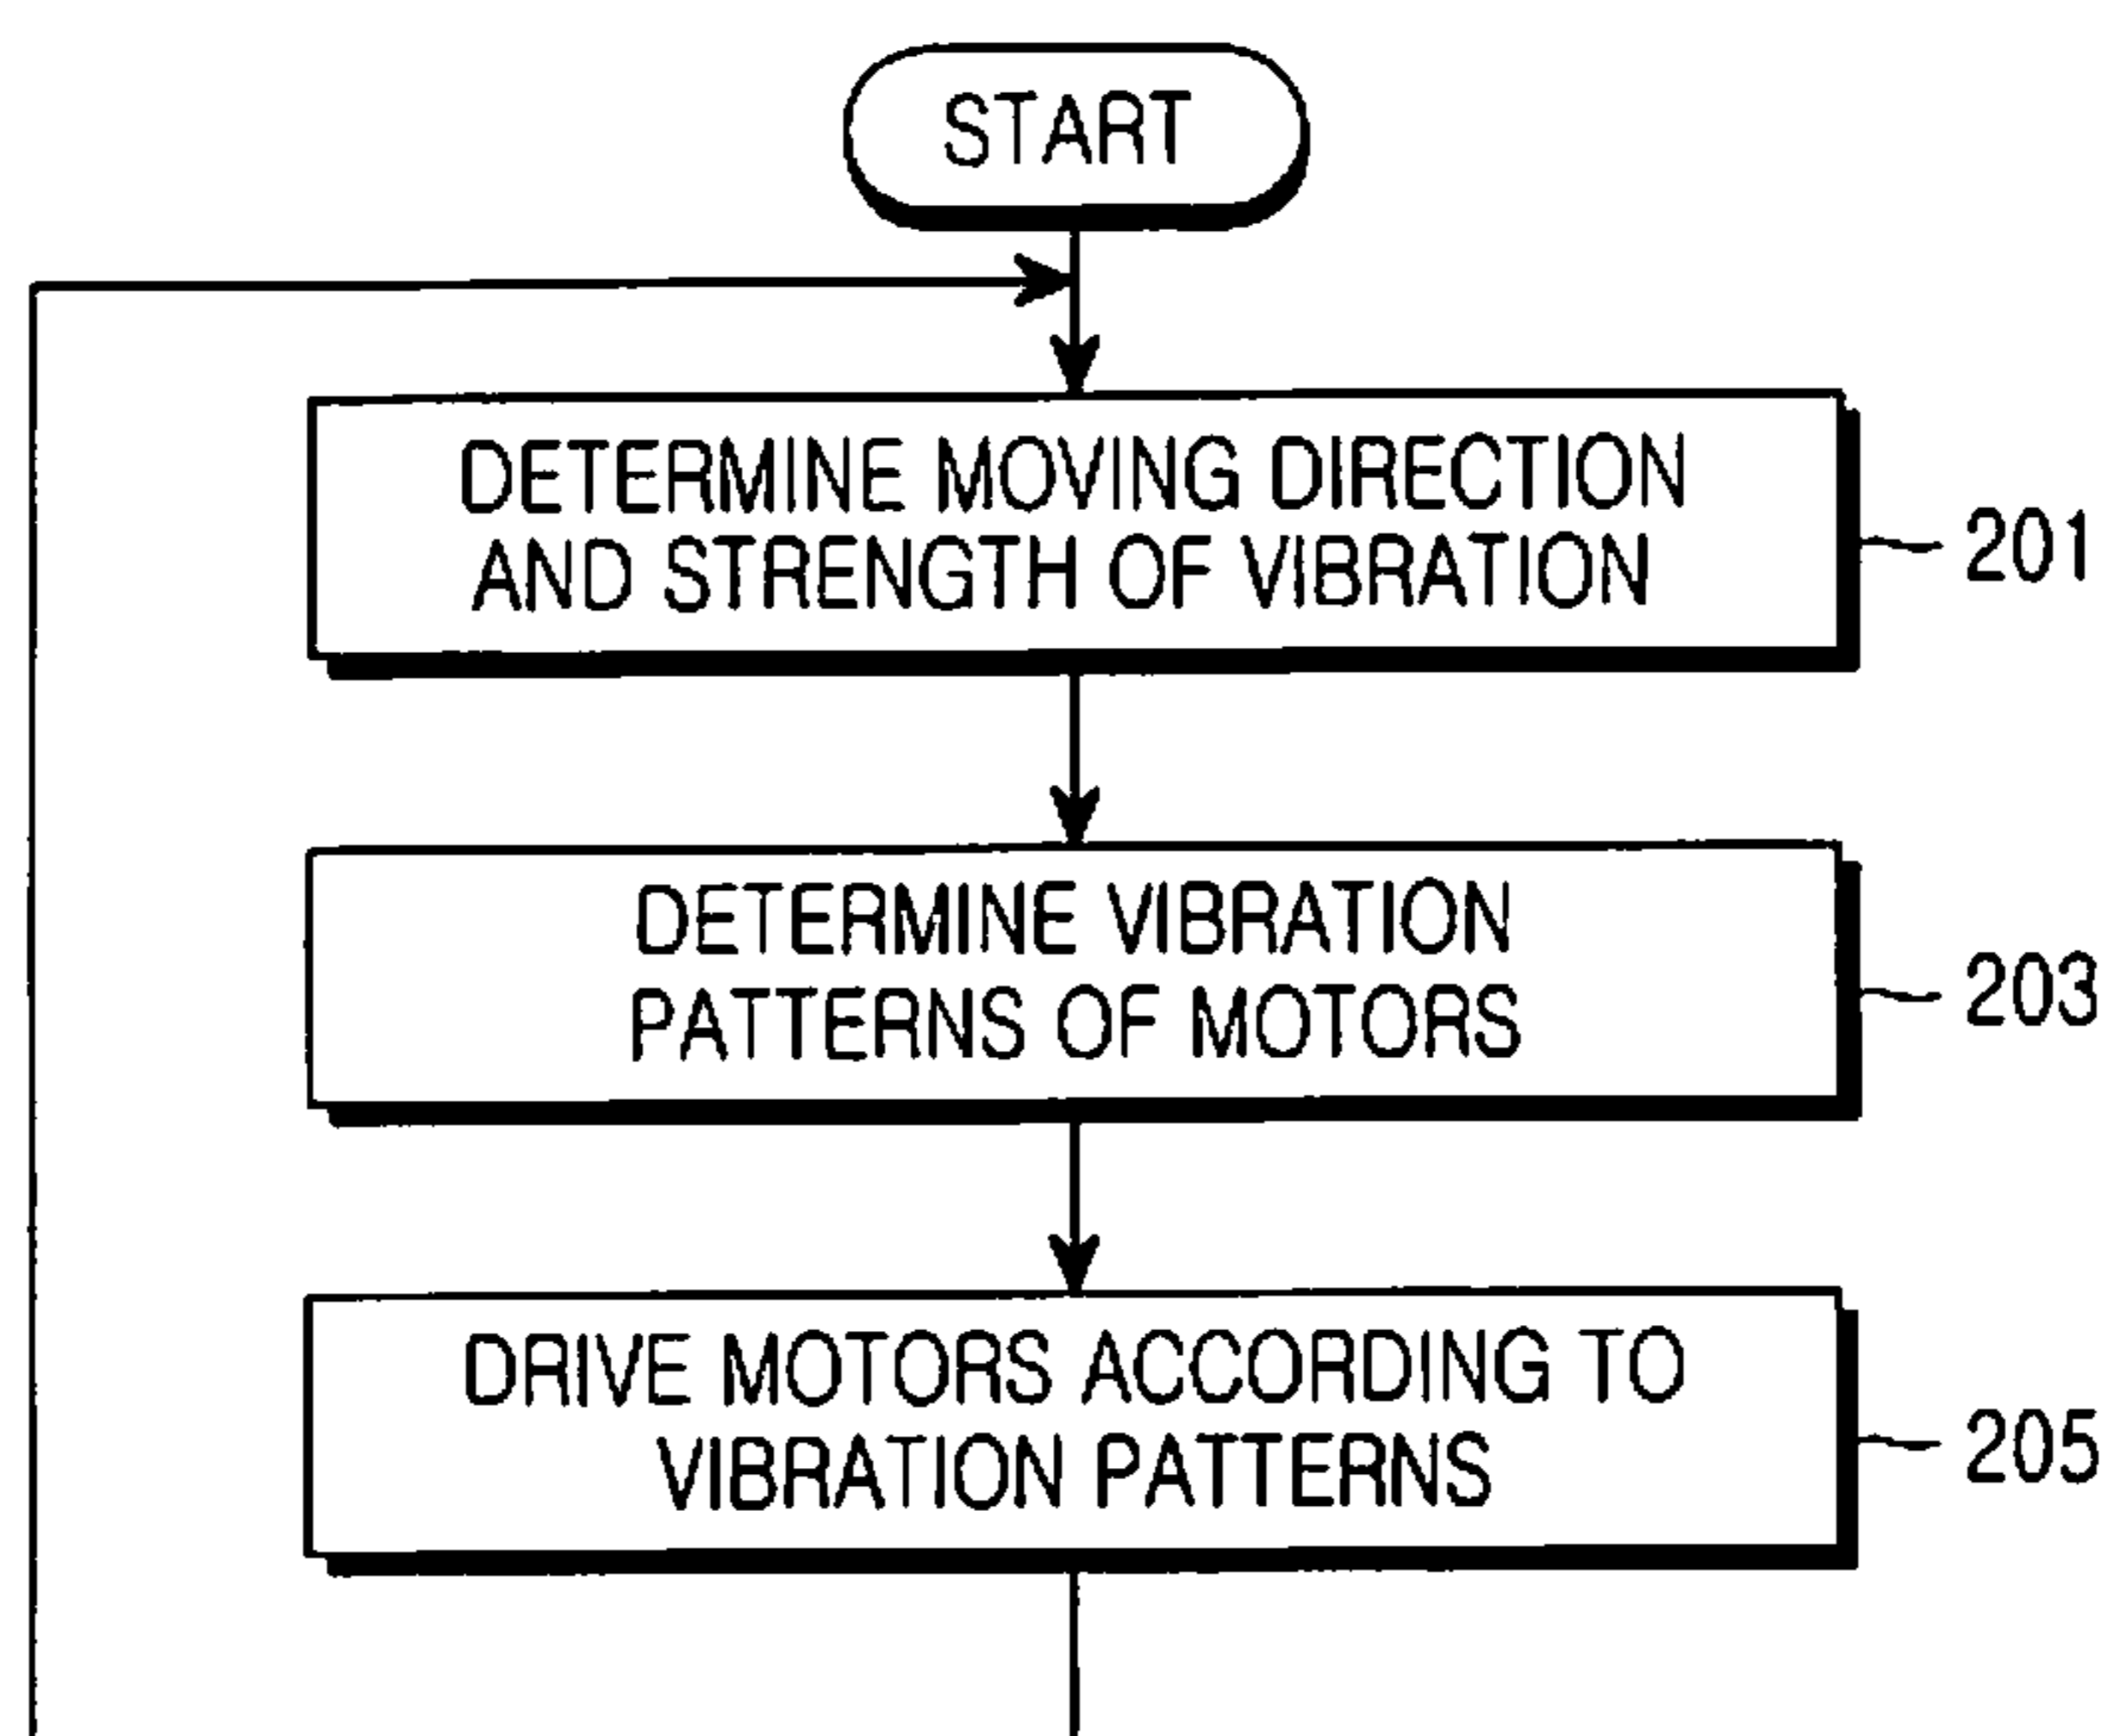 START
DETERMINE MOVING DIRECTION
AND STRENGTH OF VIBRATION
201
DETERMINE VIBRATION
PATTERNS OF MOTORS
203
DRIVE MOTORS ACCORDING TO
VIBRATION PATTERNS
205